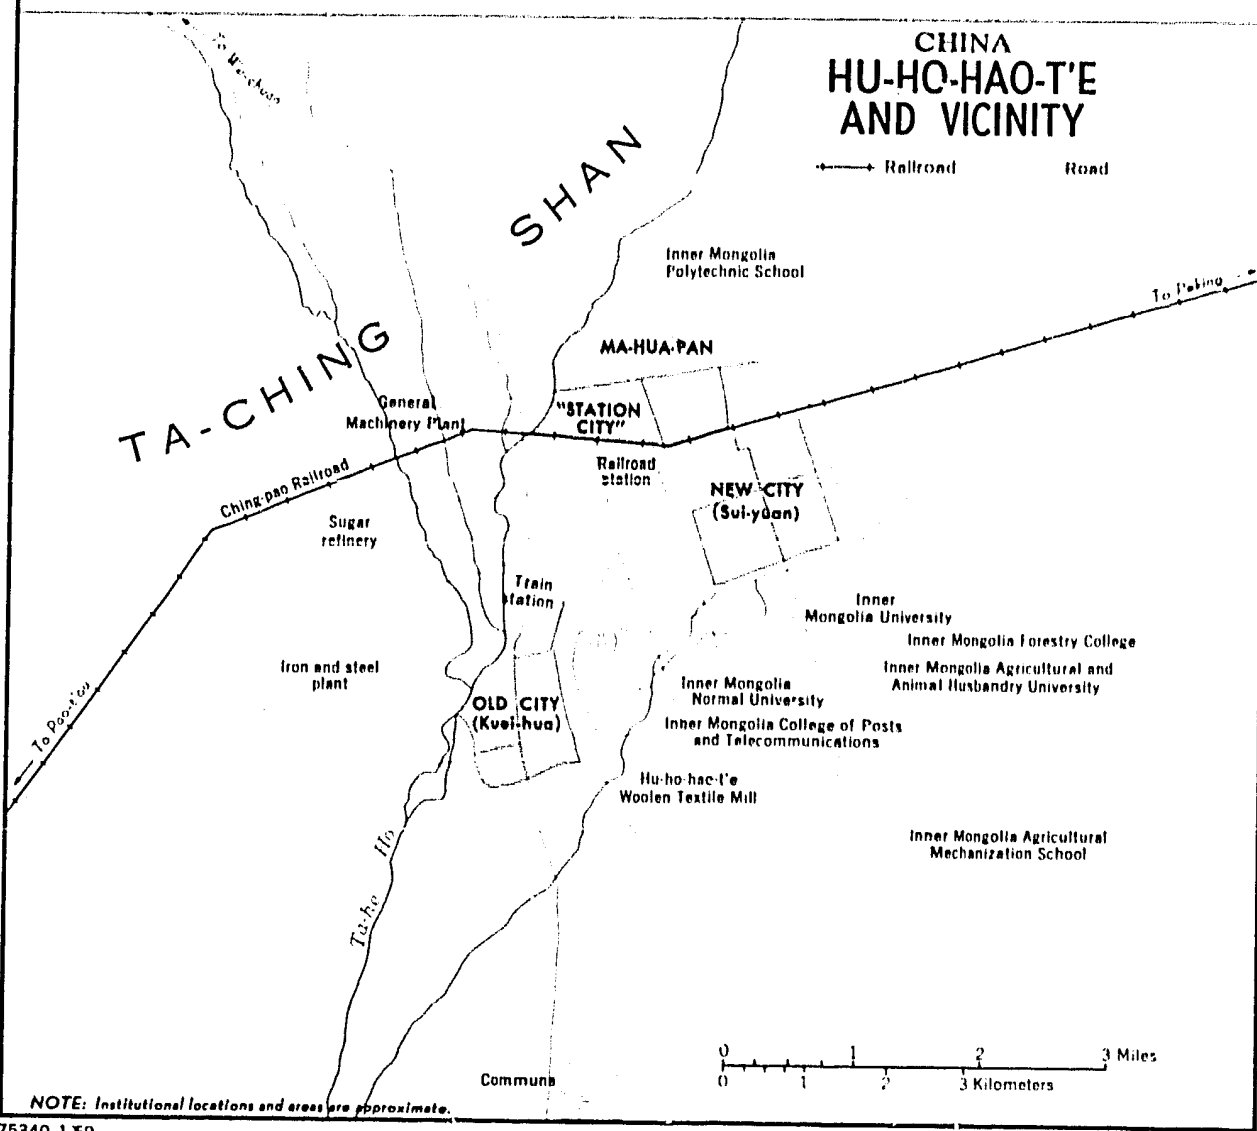 CHINA
HU-HO-HAO-T'E
AND VICINITY
Railroad
Road
To
SHAN
Inner Mongolia
Polytechnic School
To Peking
TA-CHING
MA-HUA-PAN
General
Machinery Plant
"STATION
CITY"
Ching-pao Railroad
Railroad
station
NEW CITY
(Sui-yüan)
Sugar
refinery
Train
station
Inner
Mongolia University
Inner Mongolia Forestry College
Iron and steel
plant
Inner Mongolia Agricultural and
Animal Husbandry University
Inner Mongolia
Normal University
OLD CITY
(Kuei-hua)
To Pao-t'ou
Inner Mongolia College of Posts
and Telecommunications
Hu-ho-hao-t'e
Woolen Textile Mill
Inner Mongolia Agricultural
Mechanization School
Ta-he Ho
0 1 2 3 Miles
0 1 2 3 Kilometers
Commune
NOTE: Institutional locations and areas are approximate.